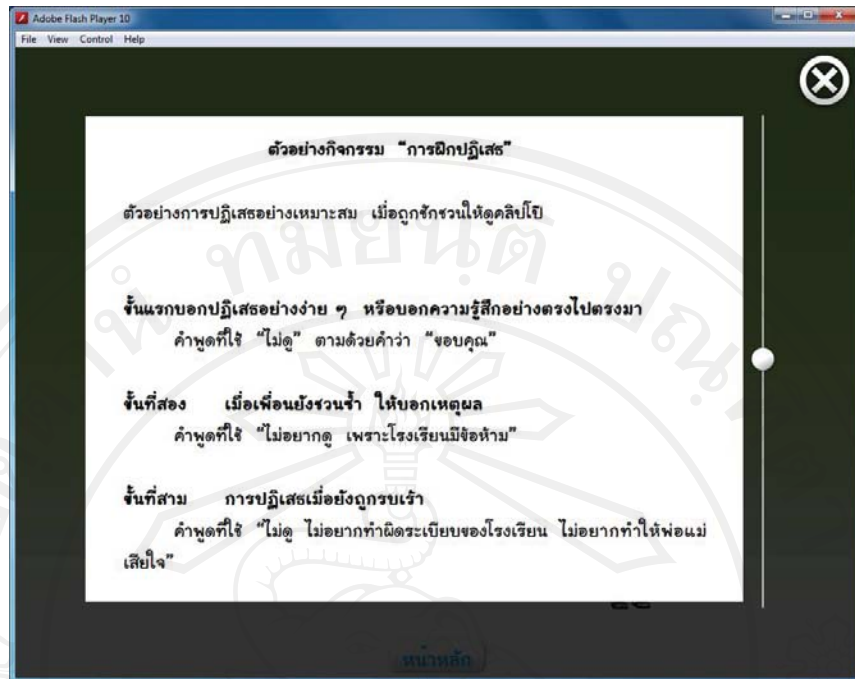 Adobe Flash Player 10
File View Control Help
ตัวอย่างกิจกรรม “การฝึกปฏิเสธ”
ตัวอย่างการปฏิเสธอย่างเหมาะสม เมื่อถูกชักชวนให้ดูคลิปโป๊
ขั้นแรกบอกปฏิเสธอย่างง่าย ๆ หรือบอกความรู้สึกอย่างตรงไปตรงมา
คำพูดที่ใช้ “ไม่ดู” ตามด้วยคำว่า “ขอบคุณ”
ขั้นที่สอง เมื่อเพื่อนยังชวนซ้ำ ให้บอกเหตุผล
คำพูดที่ใช้ “ไม่อยากดู เพราะโรงเรียนมีข้อห้าม”
ขั้นที่สาม การปฏิเสธเมื่อยังถูกรบเร้า
คำพูดที่ใช้ “ไม่ดู ไม่อยากทำผิดระเบียบของโรงเรียน ไม่อยากทำให้พ่อแม่
เสียใจ”
หน้าหลัก